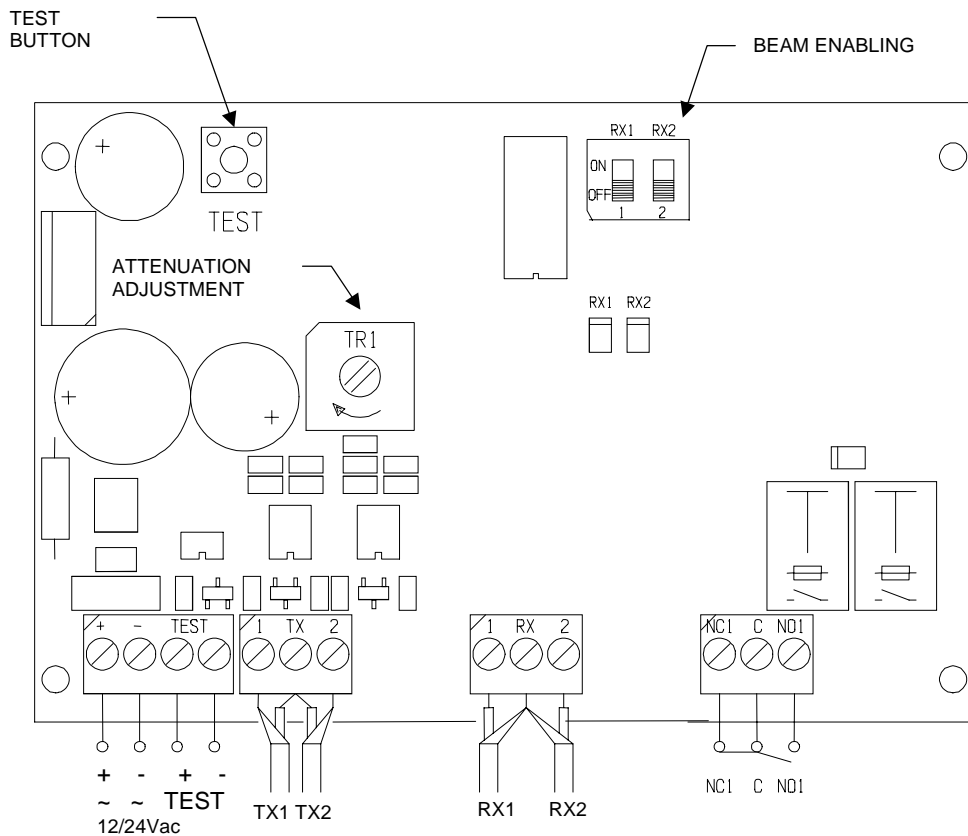 TEST
BUTTON
BEAM ENABLING
RX1 RX2
ON
OFF
1 2
+
TEST
ATTENUATION
ADJUSTMENT
RX1 RX2
TR1
+
+
+ - TEST
1 TX 2
1 RX 2
NC1 C NO1
+ - + -
~ ~ TEST
12/24Vac
TX1 TX2
RX1 RX2
NC1 C NO1